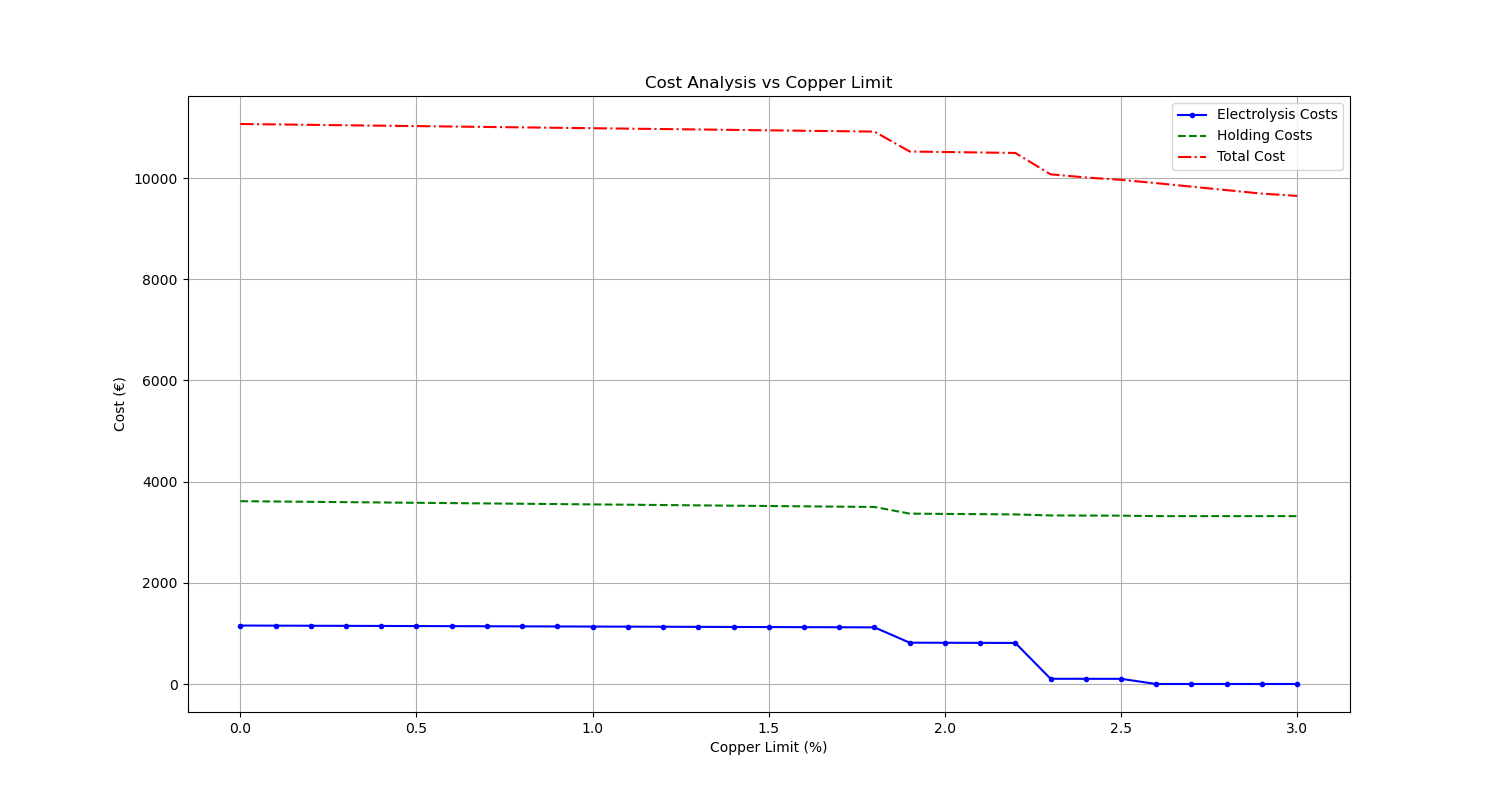 Cost Analysis vs Copper Limit
Electrolysis Costs
Holding Costs
Total Cost
Cost (€)
10000
8000
6000
4000
2000
0
0.0 0.5 1.0 1.5 2.0 2.5 3.0
Copper Limit (%)